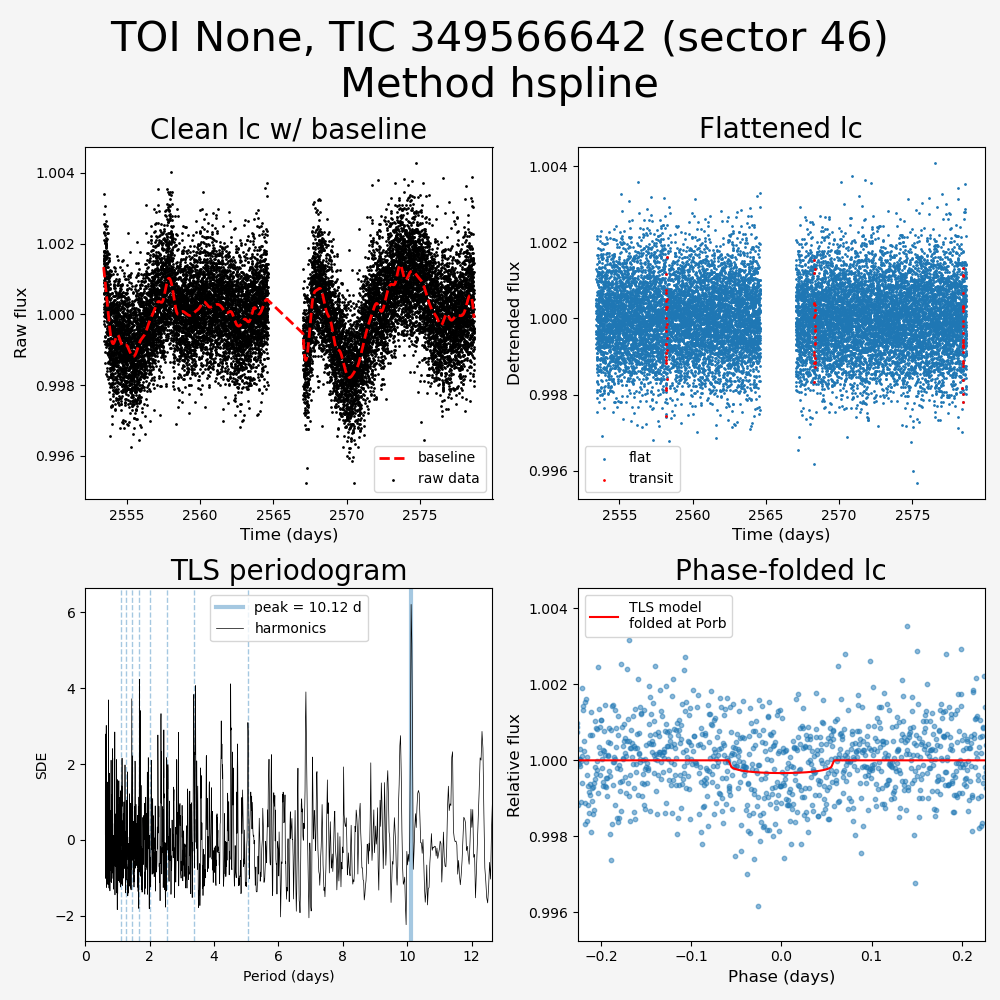 TOI None, TIC 349566642 (sector 46)
Method hspline
Clean lc w/ baseline
Raw flux
1.004
1.002
1.000
0.998
0.996
baseline
raw data
2555
2560
2565
2570
2575
Time (days)
Flattened lc
Detrended flux
1.004
1.002
1.000
0.998
0.996
flat
transit
2555
2560
2565
2570
2575
Time (days)
TLS periodogram
SDE
6
4
2
0
−2
peak = 10.12 d
harmonics
0
2
4
6
8
10
12
Period (days)
Phase-folded lc
Relative flux
1.004
1.002
1.000
0.998
0.996
TLS model
folded at Porb
−0.2
−0.1
0.0
0.1
0.2
Phase (days)